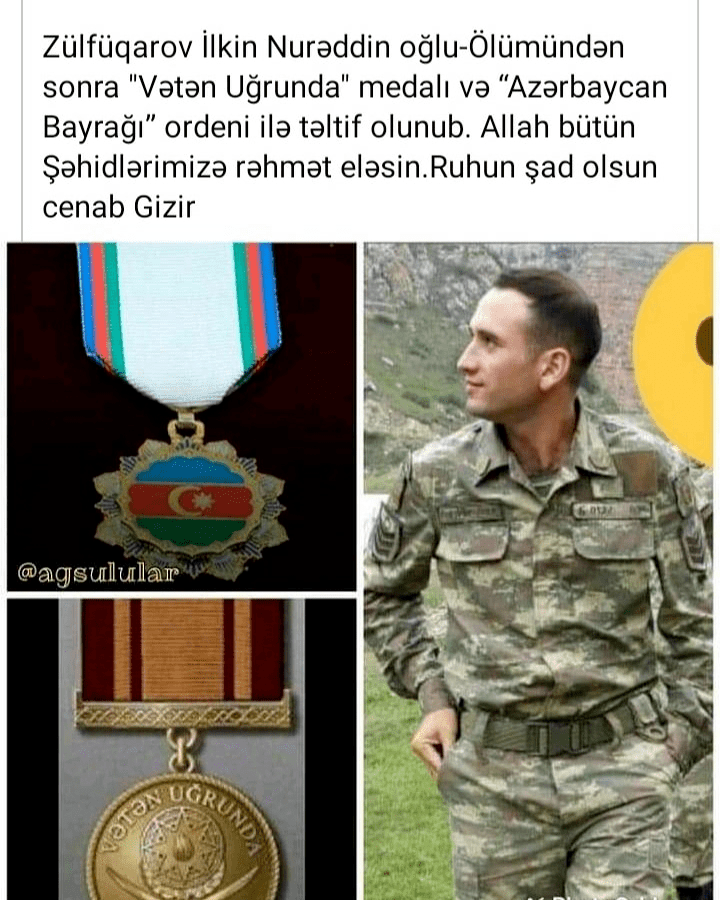 Zülfüqarov İlkin Nurəddin oğlu-Ölümündən
sonra "Vətən Uğrunda" medalı və “Azərbaycan
Bayrağı” ordeni ilə təltif olunub. Allah bütün
Şəhidlərimizə rəhmət eləsin.Ruhun şad olsun
cenab Gizir
@agsulular
VƏTƏN UĞRUNDA